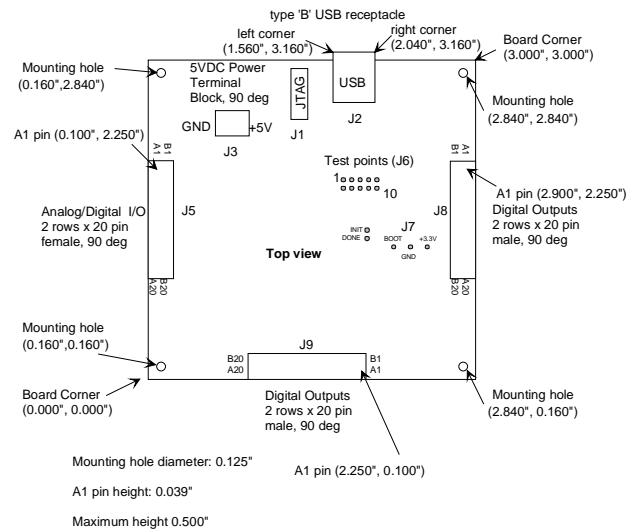 type 'B' USB receptacle
left corner
(1.560", 3.160")
right corner
(2.040", 3.160")
Board Corner
(3.000", 3.000")
Mounting hole
(0.160",2.840")
5VDC Power
Terminal
Block, 90 deg
JTAG
USB
Mounting hole
(2.840", 2.840")
GND
+5V
J3
J1
J2
A1 pin (0.100", 2.250")
A1
B1
B1
A1
Test points (J6)
1
10
A1 pin (2.900", 2.250")
Analog/Digital I/O
2 rows x 20 pin
female, 90 deg
J5
J8
Digital Outputs
2 rows x 20 pin
male, 90 deg
INIT
DONE
J7
BOOT
+3.3V
GND
Top view
A20
B20
B20
A20
Mounting hole
(0.160",0.160")
J9
B20
A20
B1
A1
Board Corner
(0.000", 0.000")
Digital Outputs
2 rows x 20 pin
male, 90 deg
Mounting hole
(2.840", 0.160")
A1 pin (2.250", 0.100")
Mounting hole diameter: 0.125"
A1 pin height: 0.039"
Maximum height 0.500"